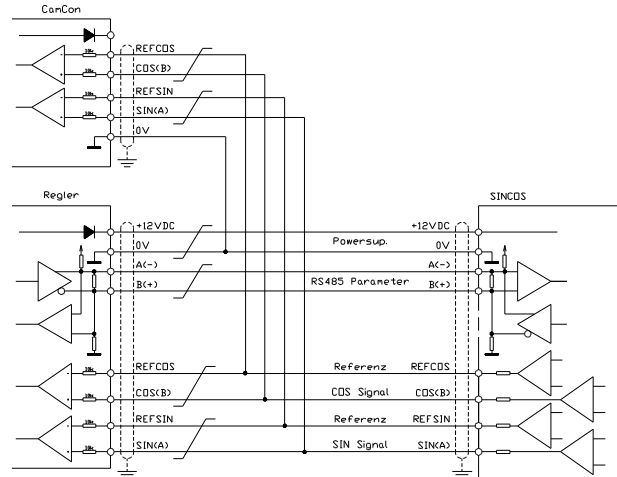 CamCon
REFCOS
COS(B)
REFSIN
SIN(A)
0V
Regler
SINCOS
+12VDC +12VDC
0V Powersup. 0V
A(-) A(-)
B(+) RS485 Parameter B(+)
REFCOS Referenz REFCOS
COS(B) COS Signal COS(B)
REFSIN Referenz REFSIN
SIN(A) SIN Signal SIN(A)